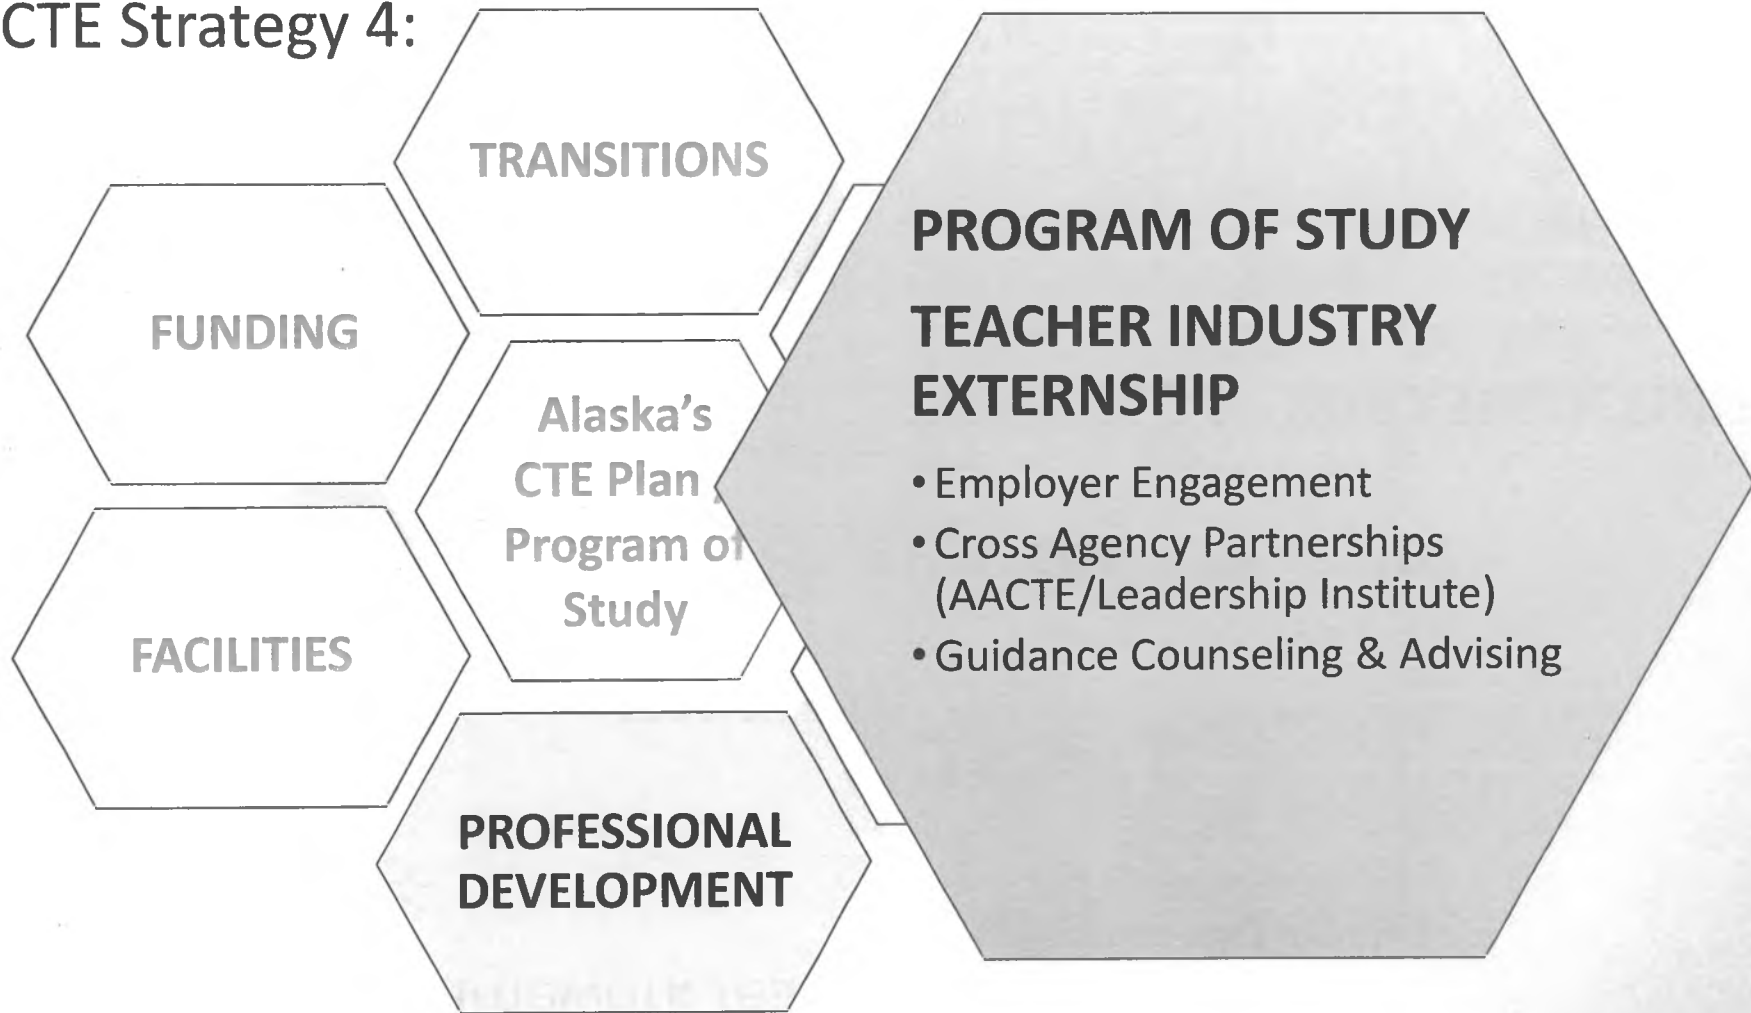 CTE Strategy 4:
TRANSITIONS
FUNDING
Alaska's
CTE Plan
Program of
Study
FACILITIES
PROFESSIONAL
DEVELOPMENT
PROGRAM OF STUDY
TEACHER INDUSTRY
EXTERNSHIP
• Employer Engagement
• Cross Agency Partnerships
(AACTE/Leadership Institute)
• Guidance Counseling & Advising